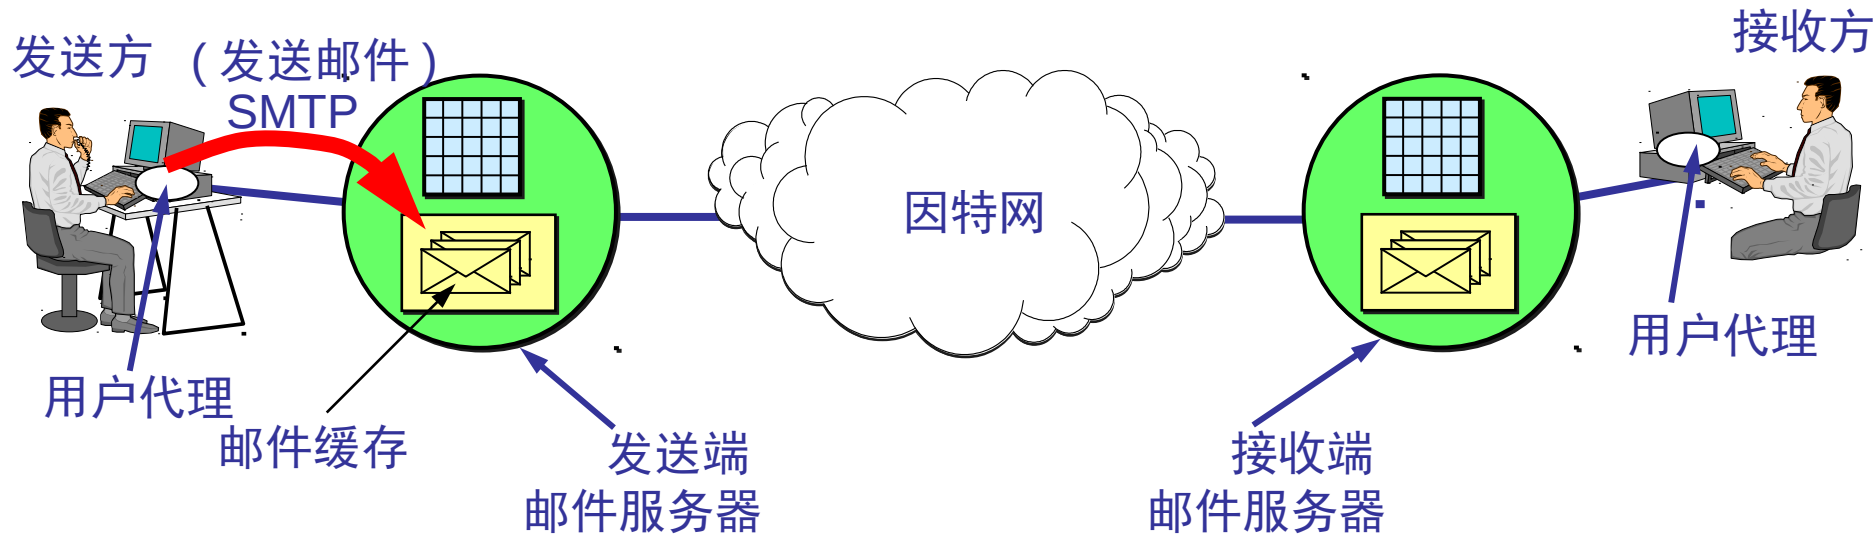 发送方
(发送邮件)
SMTP
接收方
因特网
用户代理
邮件缓存
发送端
邮件服务器
接收端
邮件服务器
用户代理